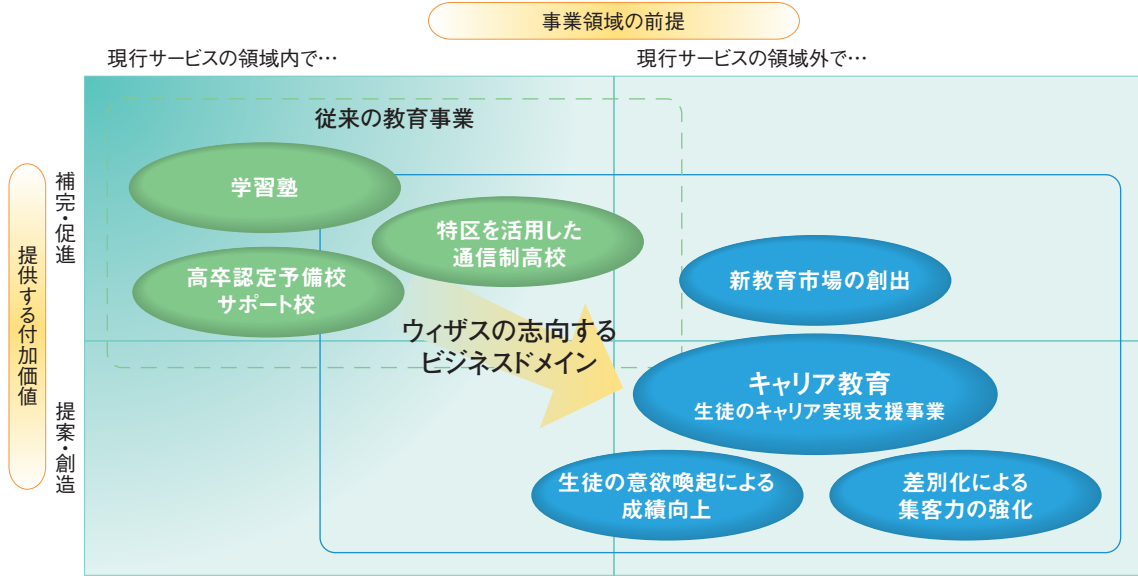 事業領域の前提
現行サービスの領域内で…
現行サービスの領域外で…
提供する付加価値
補完・促進
提案・創造
従来の教育事業
学習塾
特区を活用した
通信制高校
高卒認定予備校
サポート校
新教育市場の創出
ウィザスの志向する
ビジネスドメイン
キャリア教育
生徒のキャリア実現支援事業
生徒の意欲喚起による
成績向上
差別化による
集客力の強化